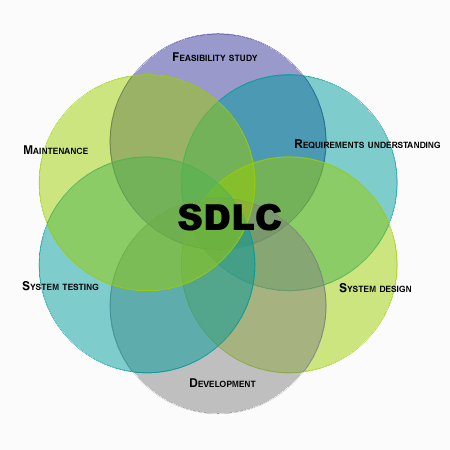 Feasibility study
Requirements understanding
Maintenance
SDLC
System testing
System design
Development